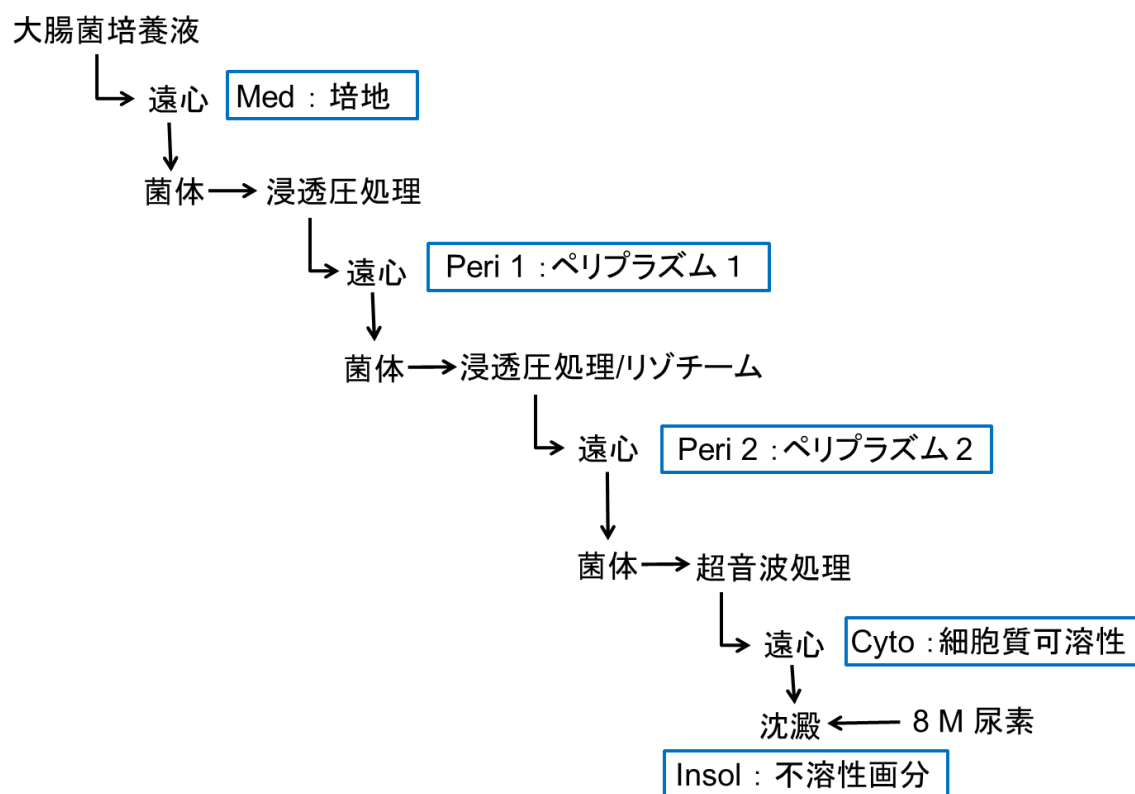 大腸菌培養液
遠心
Med : 培地
菌体
浸透圧処理
遠心
Peri 1 :ペリプラズム 1
菌体
浸透圧処理/リゾチーム
遠心
Peri 2 :ペリプラズム 2
菌体
超音波処理
遠心
Cyto :細胞質可溶性
沈澱
8 M 尿素
Insol : 不溶性画分